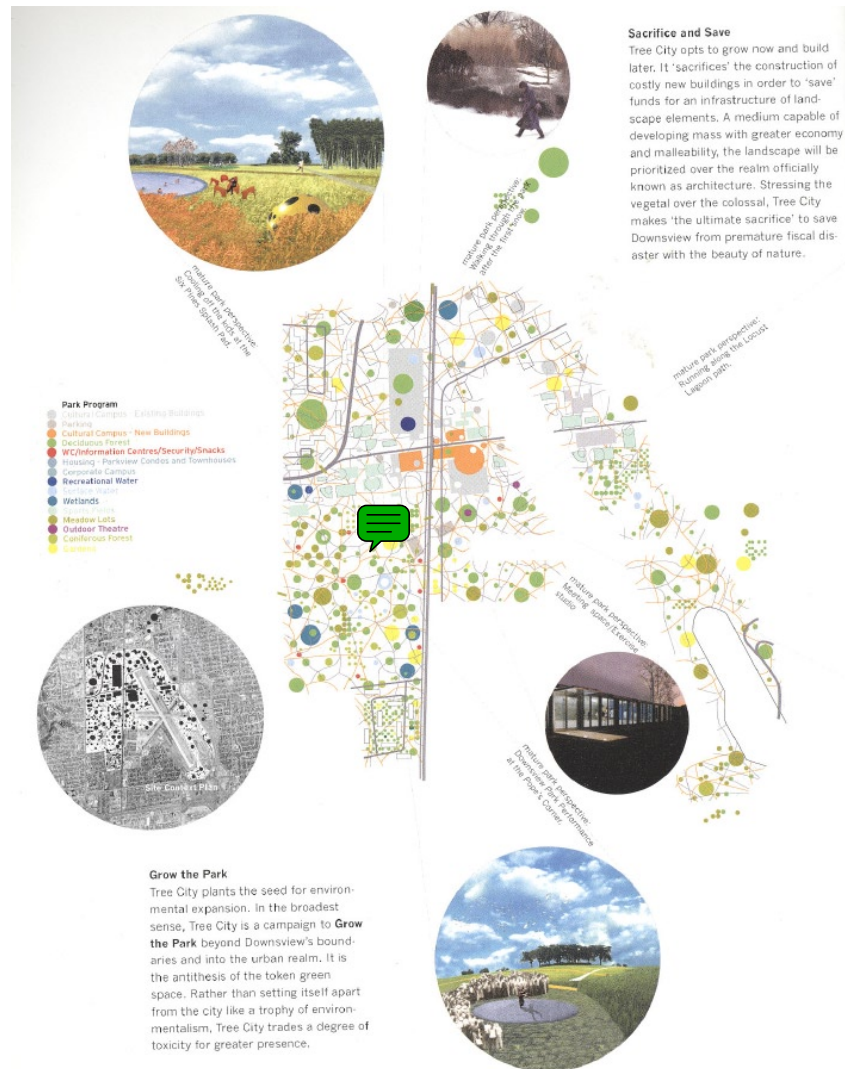 Sacrifice and Save
Tree City opts to grow now and build
later. It ‘sacrifices’ the construction of
costly new buildings in order to ‘save’
funds for an infrastructure of land-
scape elements. A medium capable of
developing mass with greater economy
and malleability, the landscape will be
prioritized over the realm officially
known as architecture. Stressing the
vegetal over the colossal, Tree City
makes ‘the ultimate sacrifice’ to save
Downsview from premature fiscal dis-
aster with the beauty of nature.
mature park perspective:
Walking through the park
after the first snow.
mature park perspective:
Cooling off the kids at the
Six Pines Splash Pad.
mature park perspective:
Running along the Locust
Lagoon path.
Park Program
Cultural Campus - Existing Buildings
Parking
Cultural Campus - New Buildings
Deciduous Forest
WC/Information Centres/Security/Snacks
Housing - Parkview Condos and Townhouses
Corporate Campus
Recreational Water
Surface Water
Wetlands
Sports Fields
Meadow Lots
Outdoor Theatre
Coniferous Forest
Gardens
mature park perspective:
Meeting space/Exercise
studio
Site Context Plan
mature park perspective:
Downsview Park Performance
at the Pope's Corner.
Grow the Park
Tree City plants the seed for environ-
mental expansion. In the broadest
sense, Tree City is a campaign to Grow
the Park beyond Downsview's bound-
aries and into the urban realm. It is
the antithesis of the token green
space. Rather than setting itself apart
from the city like a trophy of environ-
mentalism, Tree City trades a degree of
toxicity for greater presence.